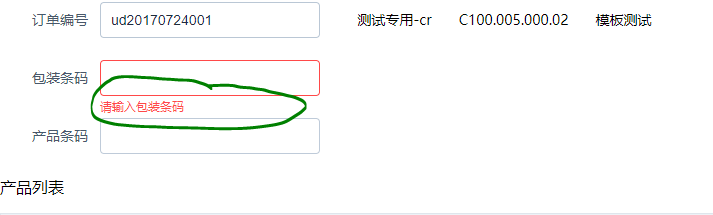 订单编号 ud20170724001 测试专用-cr C100.005.000.02 模板测试
包装条码
请输入包装条码
产品条码
产品列表